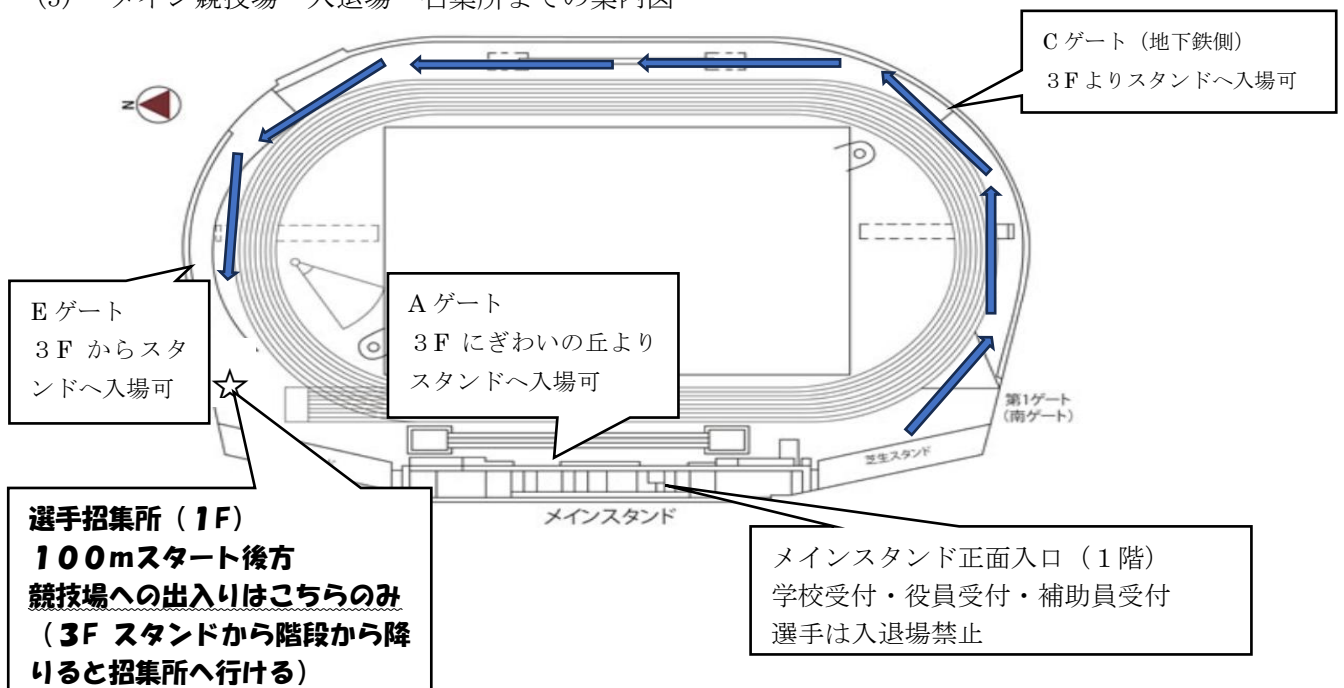 (3) メイン競技場 入退場 召集所までの案内図
Cゲート（地下鉄側）
３Fよりスタンドへ入場可
N
Eゲート
３F からスタ
ンドへ入場可
Aゲート
３F にぎわいの丘より
スタンドへ入場可
第1ゲート
(南ゲート)
芝生スタンド
メインスタンド
選手招集所（１F）
１００ｍスタート後方
競技場への出入りはこちらのみ
（３F スタンドから階段から降
りると招集所へ行ける）
メインスタンド正面入口（１階）
学校受付・役員受付・補助員受付
選手は入退場禁止